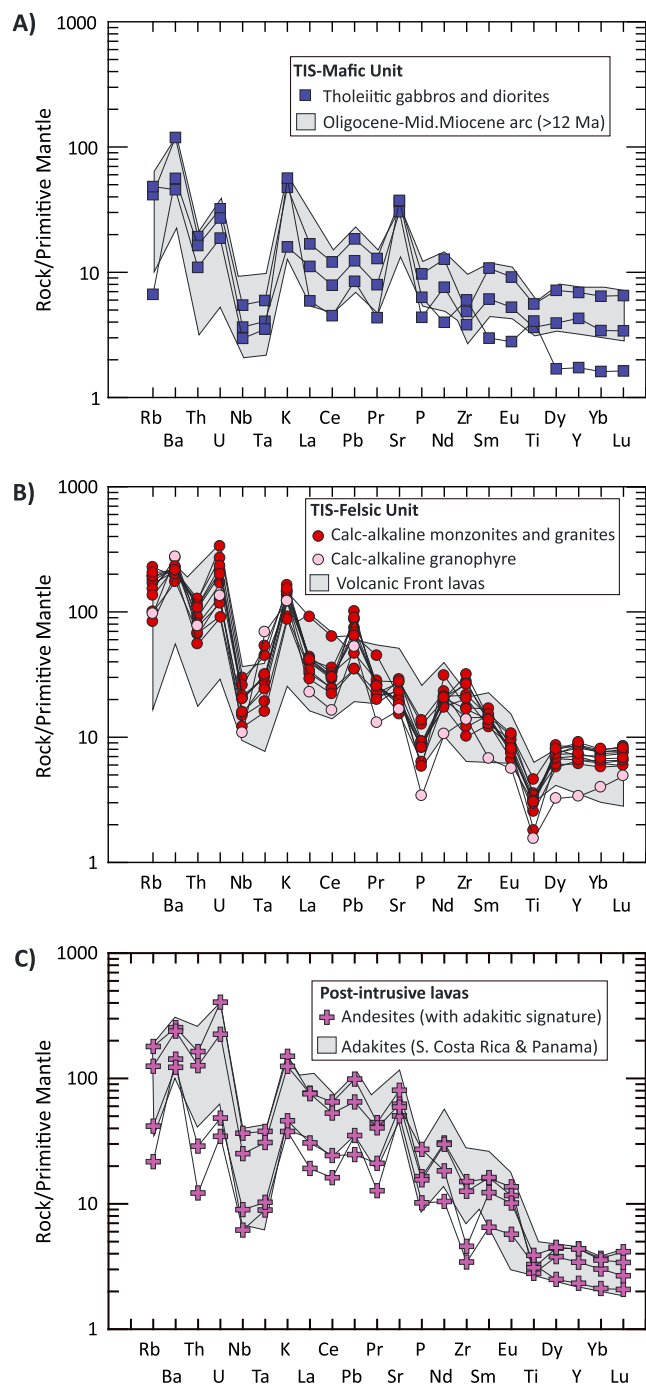 A)
1000
100
10
1
Rock/Primitive Mantle
TIS-Mafic Unit
Tholeiitic gabbros and diorites
Oligocene-Mid.Miocene arc (>12 Ma)
Rb Th Nb K Ce Pr P Zr Eu Dy Yb
Ba U Ta La Pb Sr Nd Sm Ti Y Lu
B)
1000
100
10
1
Rock/Primitive Mantle
TIS-Felsic Unit
Calc-alkaline monzonites and granites
Calc-alkaline granophyre
Volcanic Front lavas
Rb Th Nb K Ce Pr P Zr Eu Dy Yb
Ba U Ta La Pb Sr Nd Sm Ti Y Lu
C)
1000
100
10
1
Rock/Primitive Mantle
Post-intrusive lavas
Andesites (with adakitic signature)
Adakites (S. Costa Rica & Panama)
Rb Th Nb K Ce Pr P Zr Eu Dy Yb
Ba U Ta La Pb Sr Nd Sm Ti Y Lu